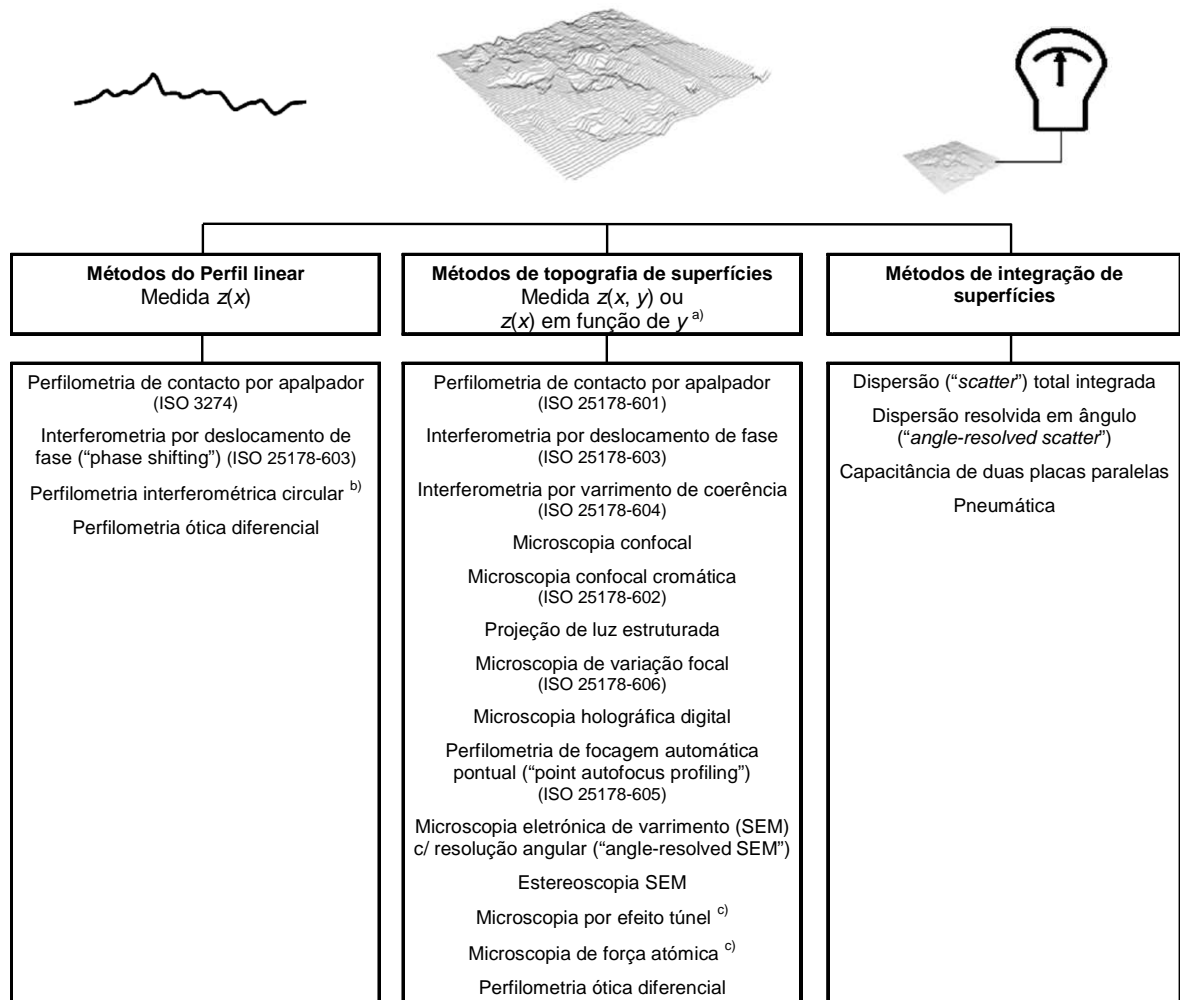 Métodos do Perfil linear
Medida z(x)
Métodos de topografia de superfícies
Medida z(x, y) ou
z(x) em função de y a)
Métodos de integração de
superfícies
Perfilometria de contacto por apalpador
(ISO 3274)
Interferometria por deslocamento de
fase ("phase shifting") (ISO 25178-603)
Perfilometria interferométrica circular b)
Perfilometria ótica diferencial
Perfilometria de contacto por apalpador
(ISO 25178-601)
Interferometria por deslocamento de fase
(ISO 25178-603)
Interferometria por varrimento de coerência
(ISO 25178-604)
Microscopia confocal
Microscopia confocal cromática
(ISO 25178-602)
Projeção de luz estruturada
Microscopia de variação focal
(ISO 25178-606)
Microscopia holográfica digital
Perfilometria de focagem automática
pontual ("point autofocus profiling")
(ISO 25178-605)
Microscopia eletrónica de varrimento (SEM)
c/ resolução angular ("angle-resolved SEM")
Estereoscopia SEM
Microscopia por efeito túnel c)
Microscopia de força atómica c)
Perfilometria ótica diferencial
Dispersão ("scatter") total integrada
Dispersão resolvida em ângulo
("angle-resolved scatter")
Capacitância de duas placas paralelas
Pneumática